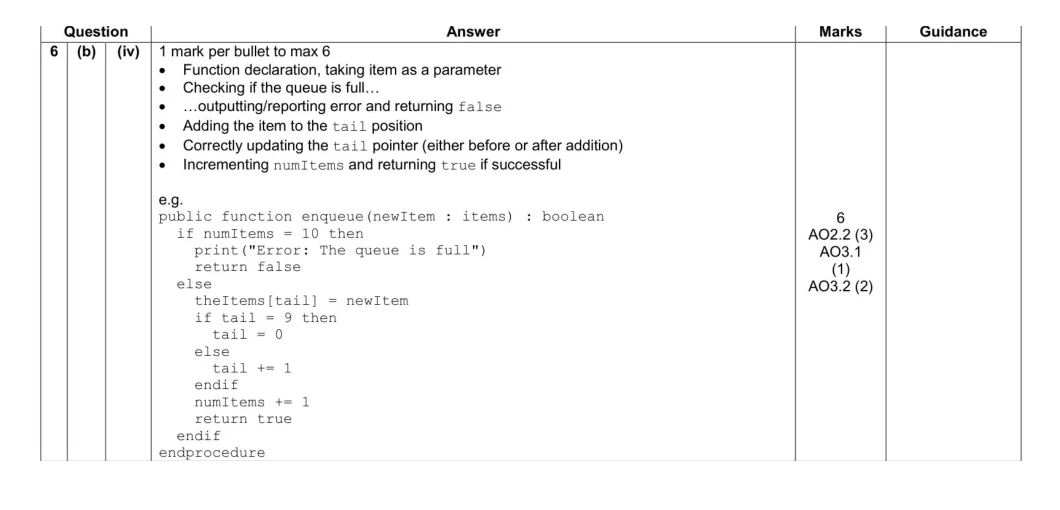 Question Answer Marks Guidance
6 (b) (iv) 1 mark per bullet to max 6
• Function declaration, taking item as a parameter
• Checking if the queue is full…
• …outputting/reporting error and returning false
• Adding the item to the tail position
• Correctly updating the tail pointer (either before or after addition)
• Incrementing numItems and returning true if successful
e.g.
public function enqueue(newItem : items) : boolean
if numItems = 10 then
print("Error: The queue is full")
return false
else
theItems[tail] = newItem
if tail = 9 then
tail = 0
else
tail += 1
endif
numItems += 1
return true
endif
endprocedure
6
AO2.2 (3)
AO3.1
(1)
AO3.2 (2)